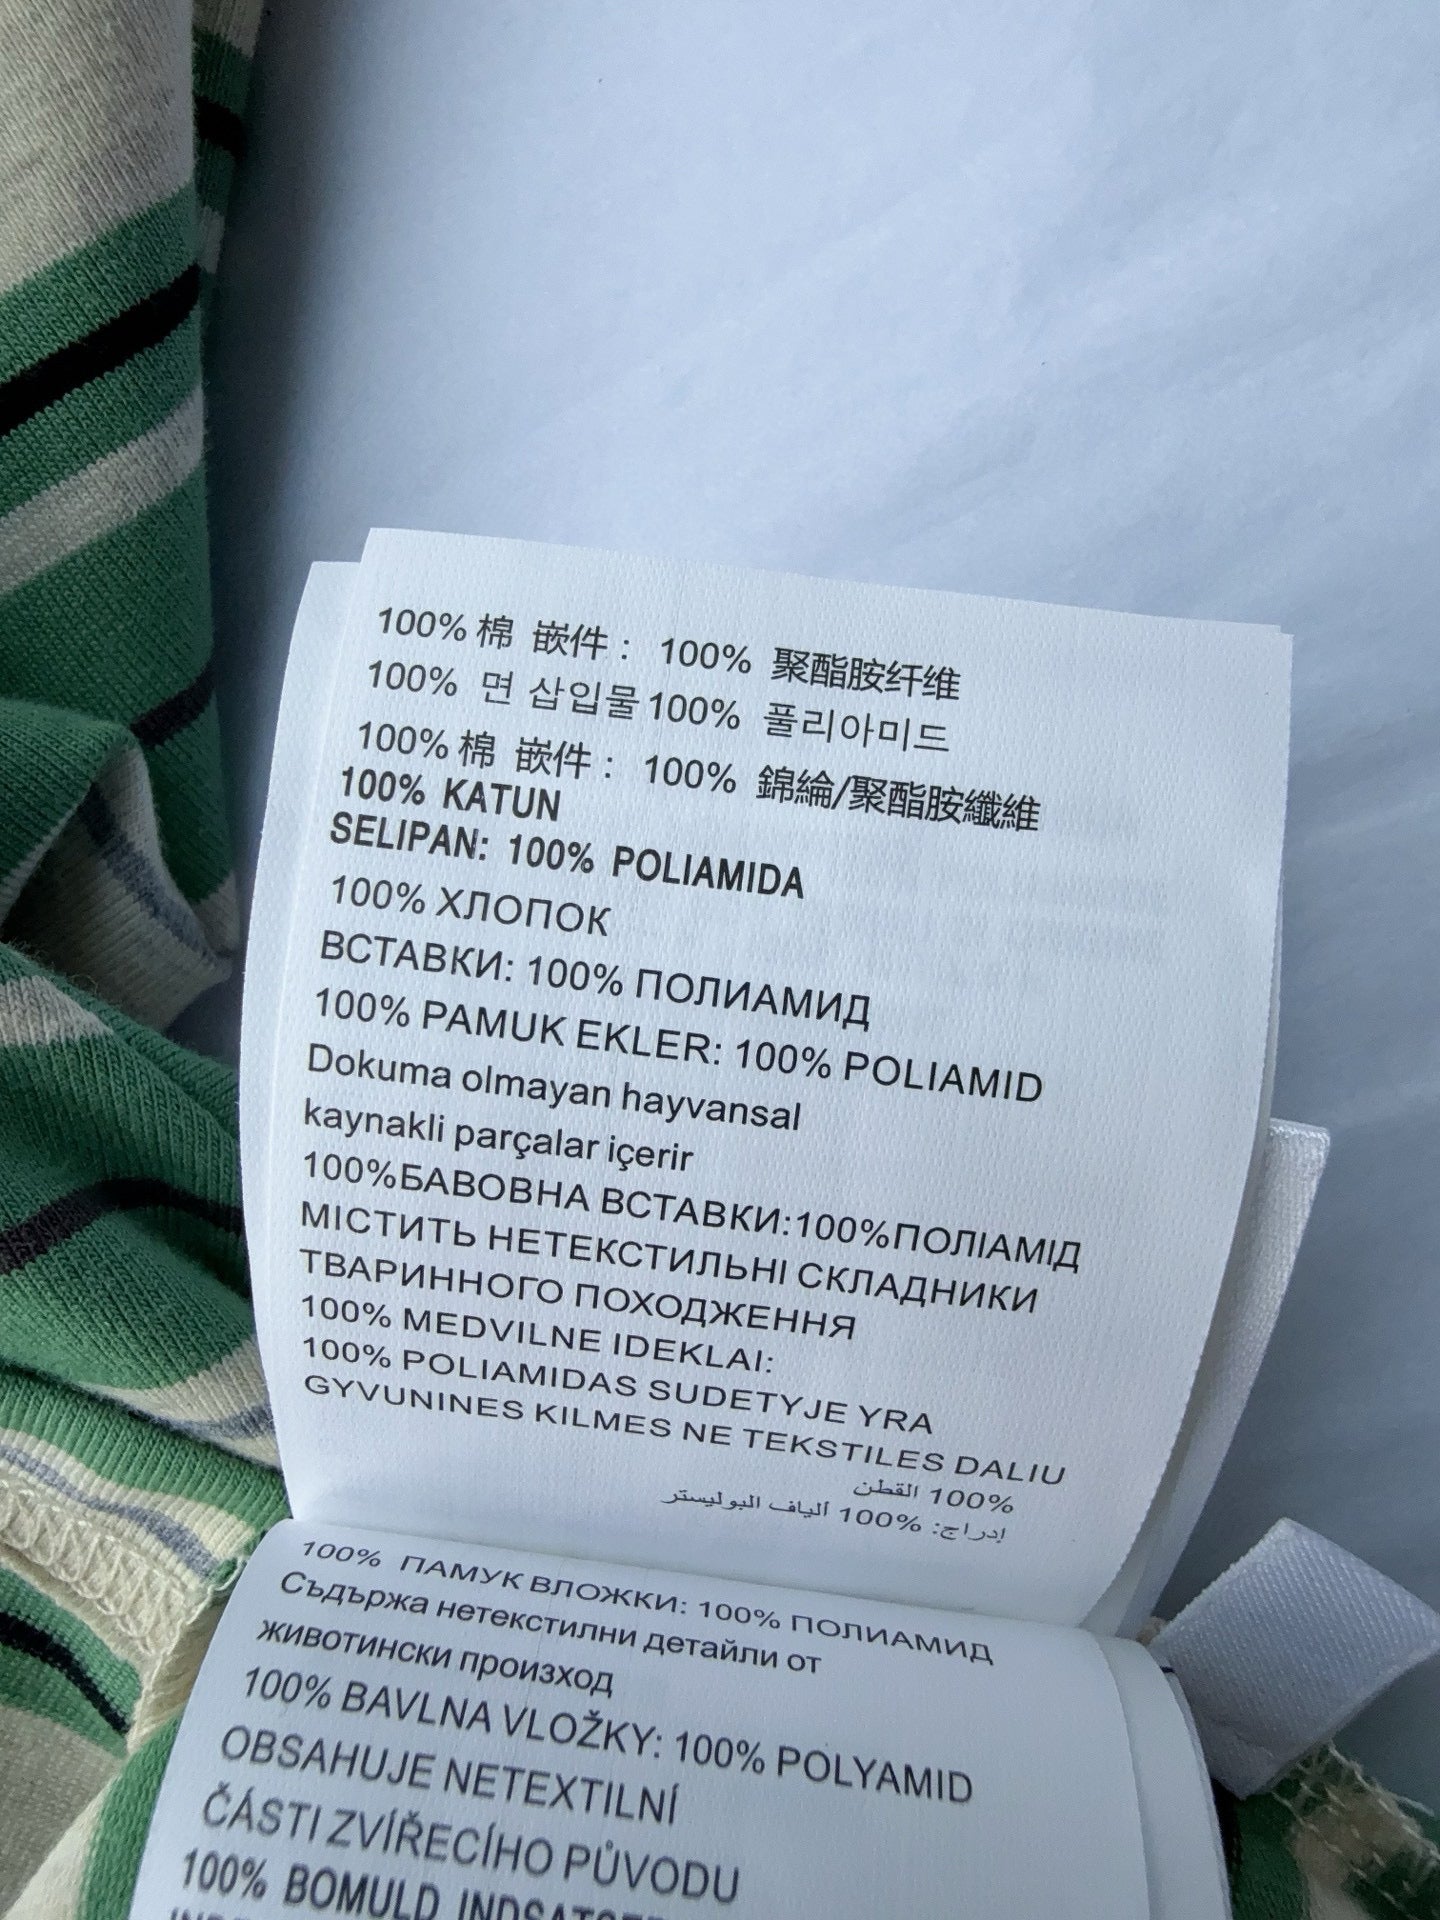 100% 棉 嵌件： 100% 聚酯胺纤维
100% 면 삽입물 100% 폴리아미드
100% 棉 嵌件： 100% 錦綸/聚酯胺纖維
100% KATUN
SELIPAN: 100% POLIAMIDA
100% ХЛОПОК
ВСТАВКИ: 100% ПОЛИАМИД
100% PAMUK EKLER: 100% POLIAMID
Dokuma olmayan hayvansal
kaynakli parçalar içerir
100%БАВОВНА ВСТАВКИ:100%ПОЛІАМІД
МІСТИТЬ НЕТЕКСТИЛЬНІ СКЛАДНИКИ
ТВАРИННОГО ПОХОДЖЕННЯ
100% MEDVILNE IDEKLAI:
100% POLIAMIDAS SUDETYJE YRA
GYVUNINES KILMES NE TEKSTILES DALIU
100% القطن
إدراج: 100% ألياف البوليستر
100% ПАМУК ВЛОЖКИ: 100% ПОЛИАМИД
Съдържа нетекстилни детайли от
животински произход
100% BAVLNA VLOŽKY: 100% POLYAMID
OBSAHUJE NETEXTILNÍ
ČÁSTI ZVÍŘECÍHO PŮVODU
100% BOMULD